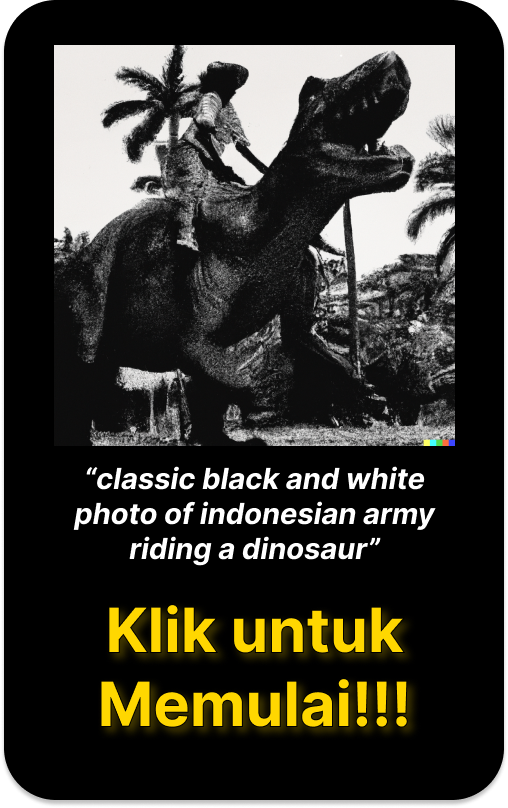 “classic black and white
photo of indonesian army
riding a dinosaur”
Klik untuk
Memulai!!!